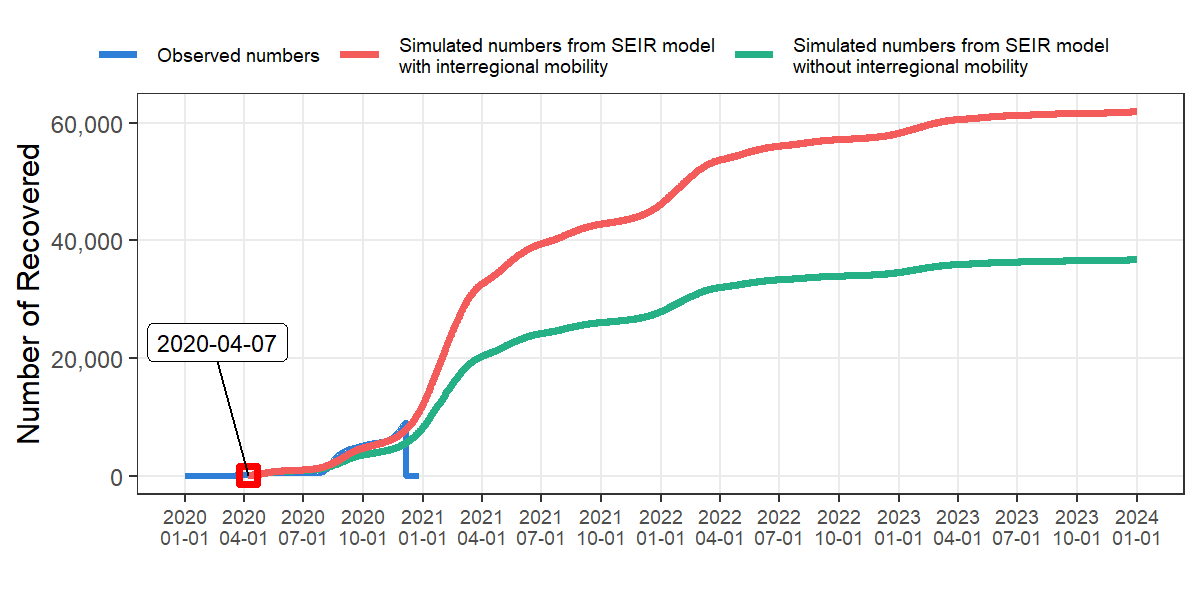 Observed numbers
Simulated numbers from SEIR model
with interregional mobility
Simulated numbers from SEIR model
without interregional mobility
Number of Recovered
60,000
40,000
20,000
0
2020-04-07
2020 2020 2020 2020 2021 2021 2021 2021 2022 2022 2022 2022 2023 2023 2023 2023 2024
01-01 04-01 07-01 10-01 01-01 04-01 07-01 10-01 01-01 04-01 07-01 10-01 01-01 04-01 07-01 10-01 01-01